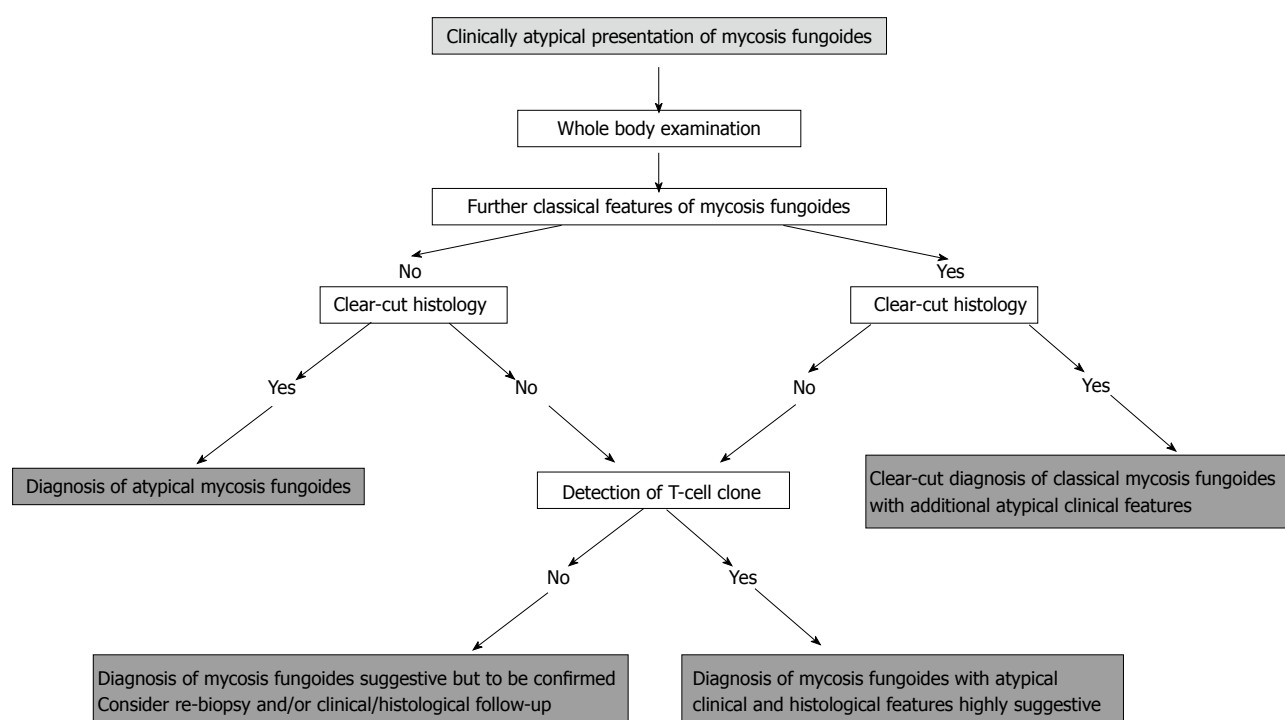 Clinically atypical presentation of mycosis fungoides
Whole body examination
Further classical features of mycosis fungoides
No
Yes
Clear-cut histology
Clear-cut histology
Yes
No
No
Yes
Diagnosis of atypical mycosis fungoides
Detection of T-cell clone
Clear-cut diagnosis of classical mycosis fungoides
with additional atypical clinical features
No
Yes
Diagnosis of mycosis fungoides suggestive but to be confirmed
Consider re-biopsy and/or clinical/histological follow-up
Diagnosis of mycosis fungoides with atypical
clinical and histological features highly suggestive